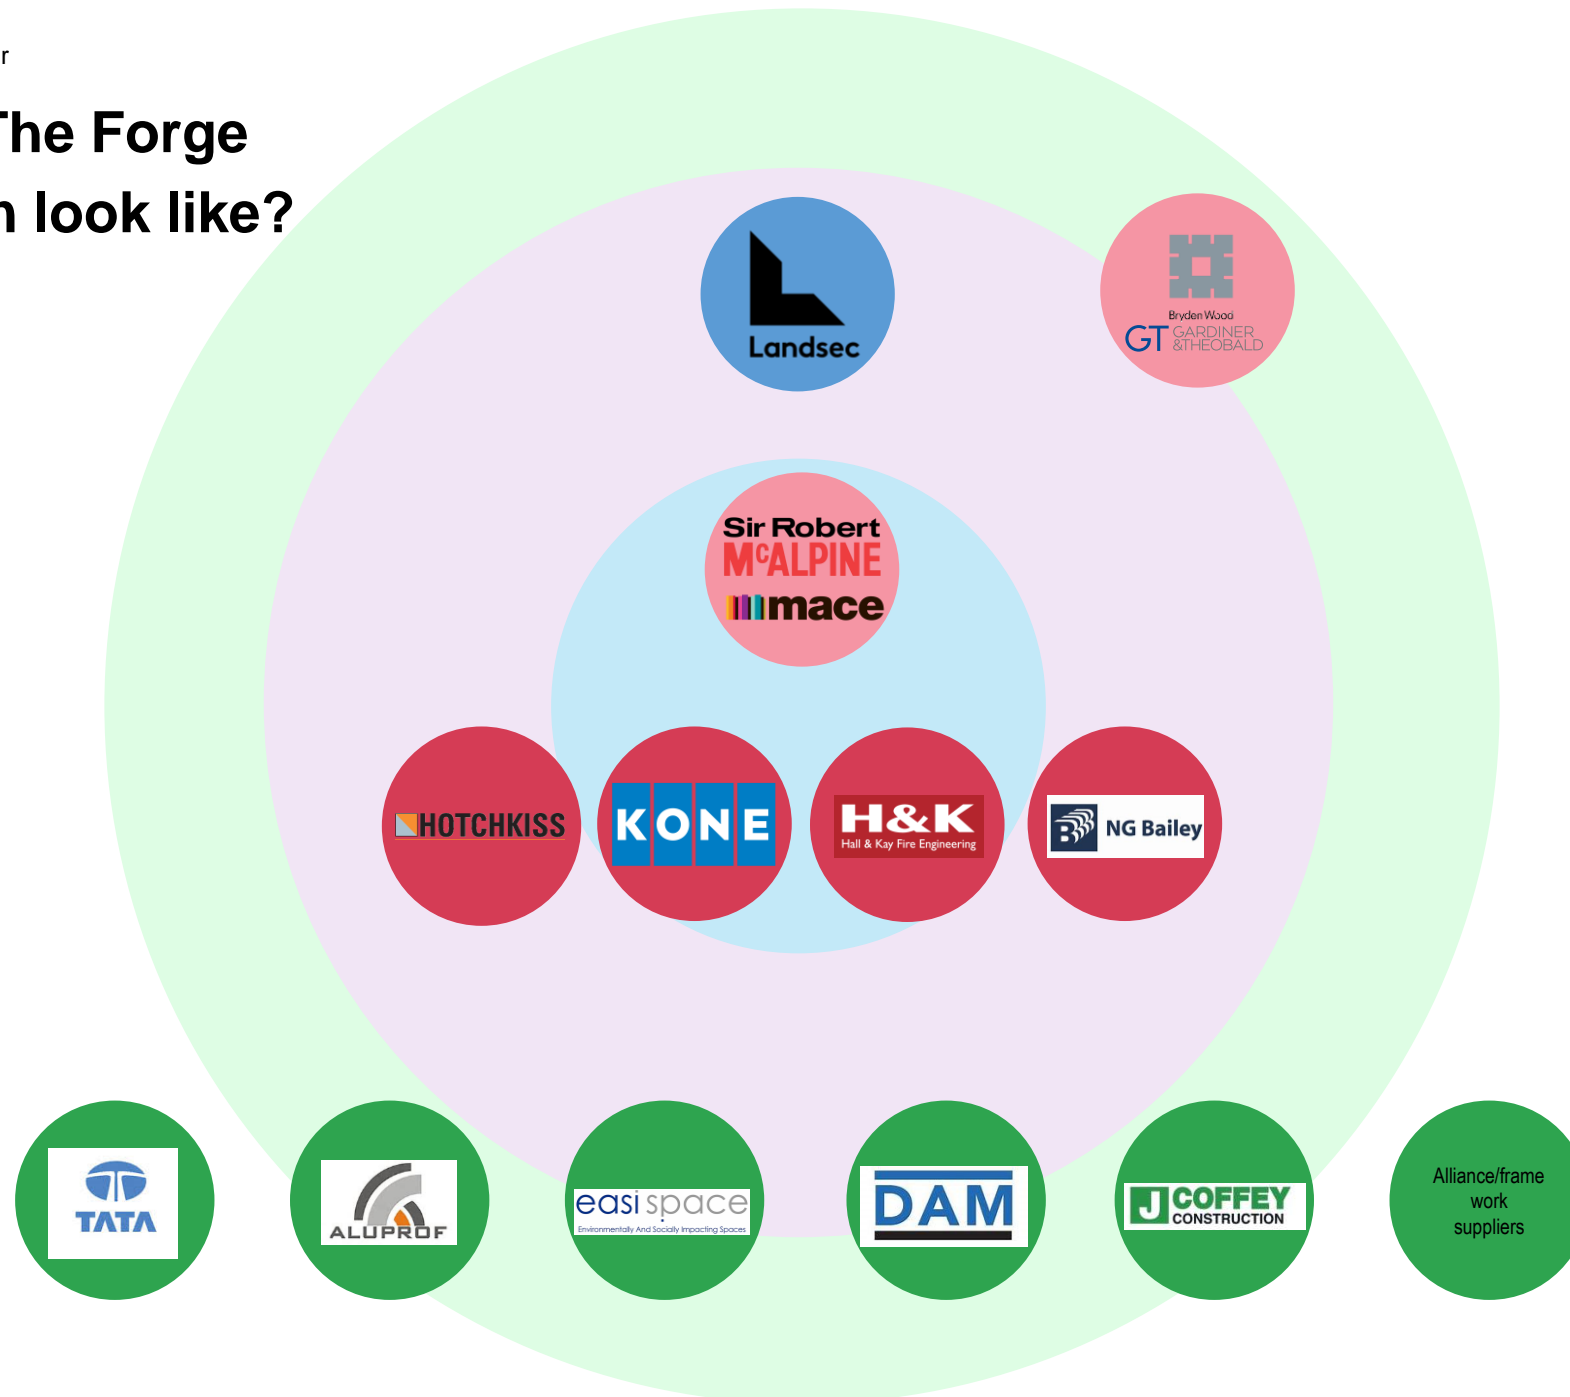 r
The Forge
n look like?
Landsec
Bryden Wood
GT GARDINER
&THEOBALD
Sir Robert
McALPINE
mace
HOTCHKISS
KONE
H&K
Hall & Kay Fire Engineering
NG Bailey
TATA
ALUPROF
easi space
Environmentally And Socially Impacting Spaces
DAM
J COFFEY
CONSTRUCTION
Alliance/frame
work
suppliers